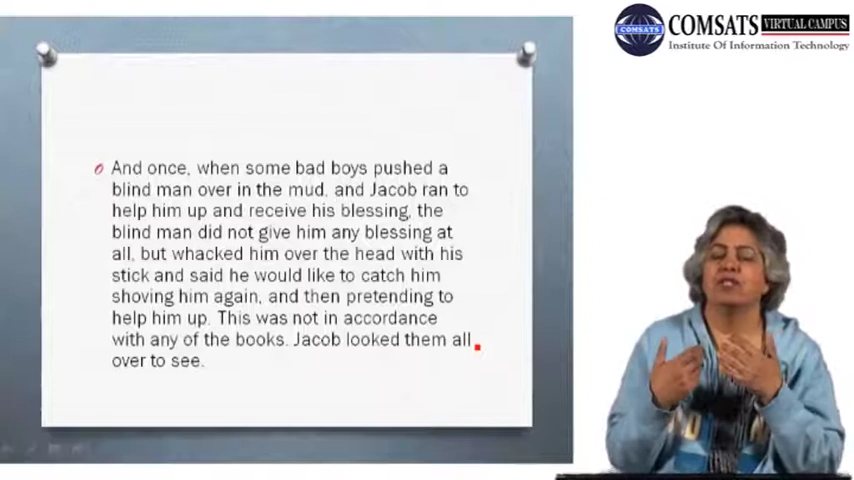 COMSATS VIRTUAL CAMPUS
COMSATS
Institute Of Information Technology
And once, when some bad boys pushed a
blind man over in the mud, and Jacob ran to
help him up and receive his blessing, the
blind man did not give him any blessing at
all, but whacked him over the head with his
stick and said he would like to catch him
shoving him again, and then pretending to
help him up. This was not in accordance
with any of the books. Jacob looked them all
over to see.